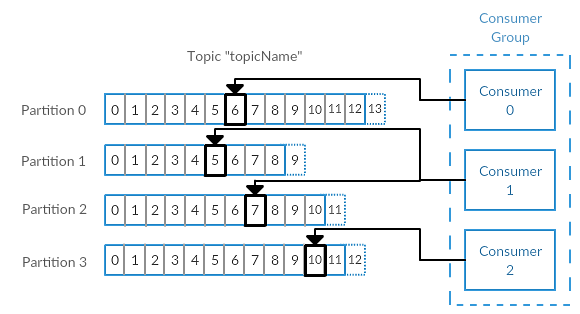 Consumer
Group
Topic "topicName"
Consumer
0
Partition 0
0 1 2 3 4 5 6 7 8 9 10 11 12 13
Partition 1
0 1 2 3 4 5 6 7 8 9
Consumer
1
Partition 2
0 1 2 3 4 5 6 7 8 9 10 11
Consumer
2
Partition 3
0 1 2 3 4 5 6 7 8 9 10 11 12